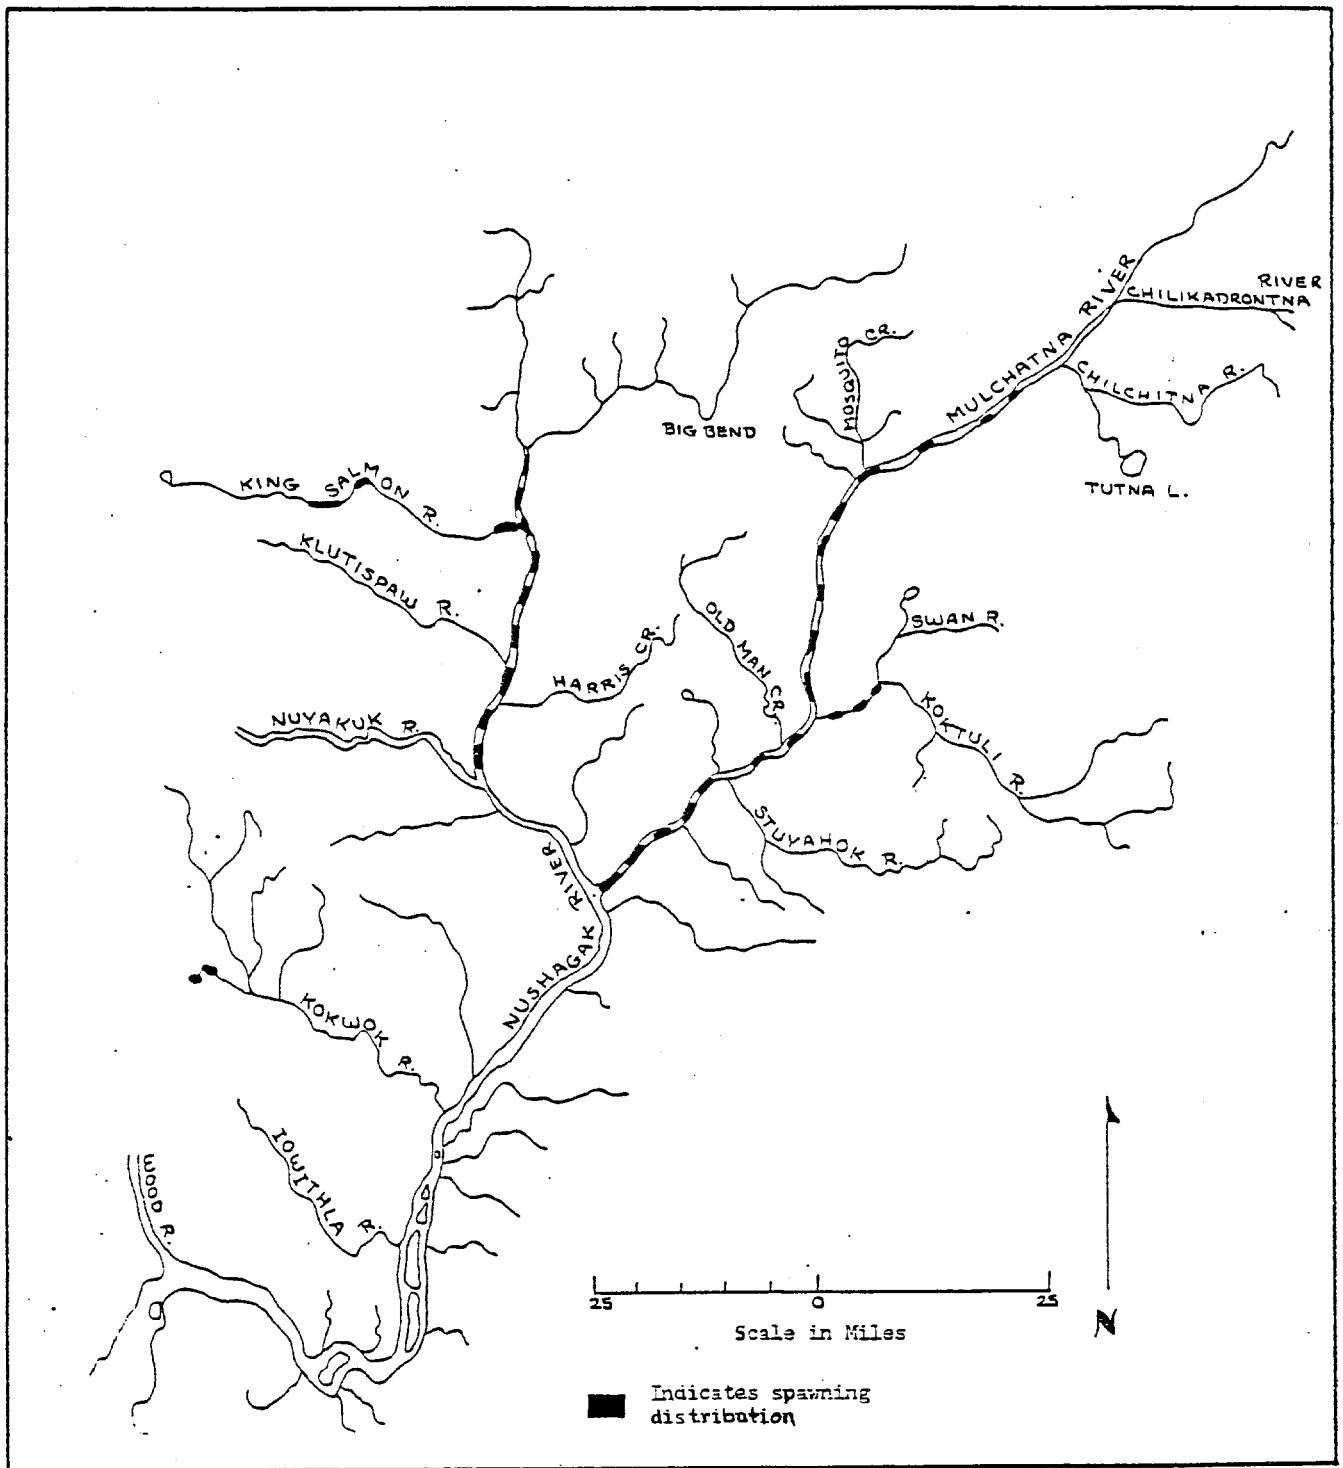 RIVER
CHILIKADRONTNA
MULCHATNA RIVER
MOSQUITO CR.
CHILCHITNA R.
BIG BEND
TUTNA L.
KING SALMON R.
KLUTISPAW R.
OLD MAN CR.
SWAN R.
HARRIS CR.
NUYAKUK R.
KOKTULI R.
STUYAHOK R.
NUSHAGAK RIVER
KOKWOK R.
IOWITHLA R.
WOOD R.
25 0 25
Scale in Miles
N
Indicates spawning
distribution